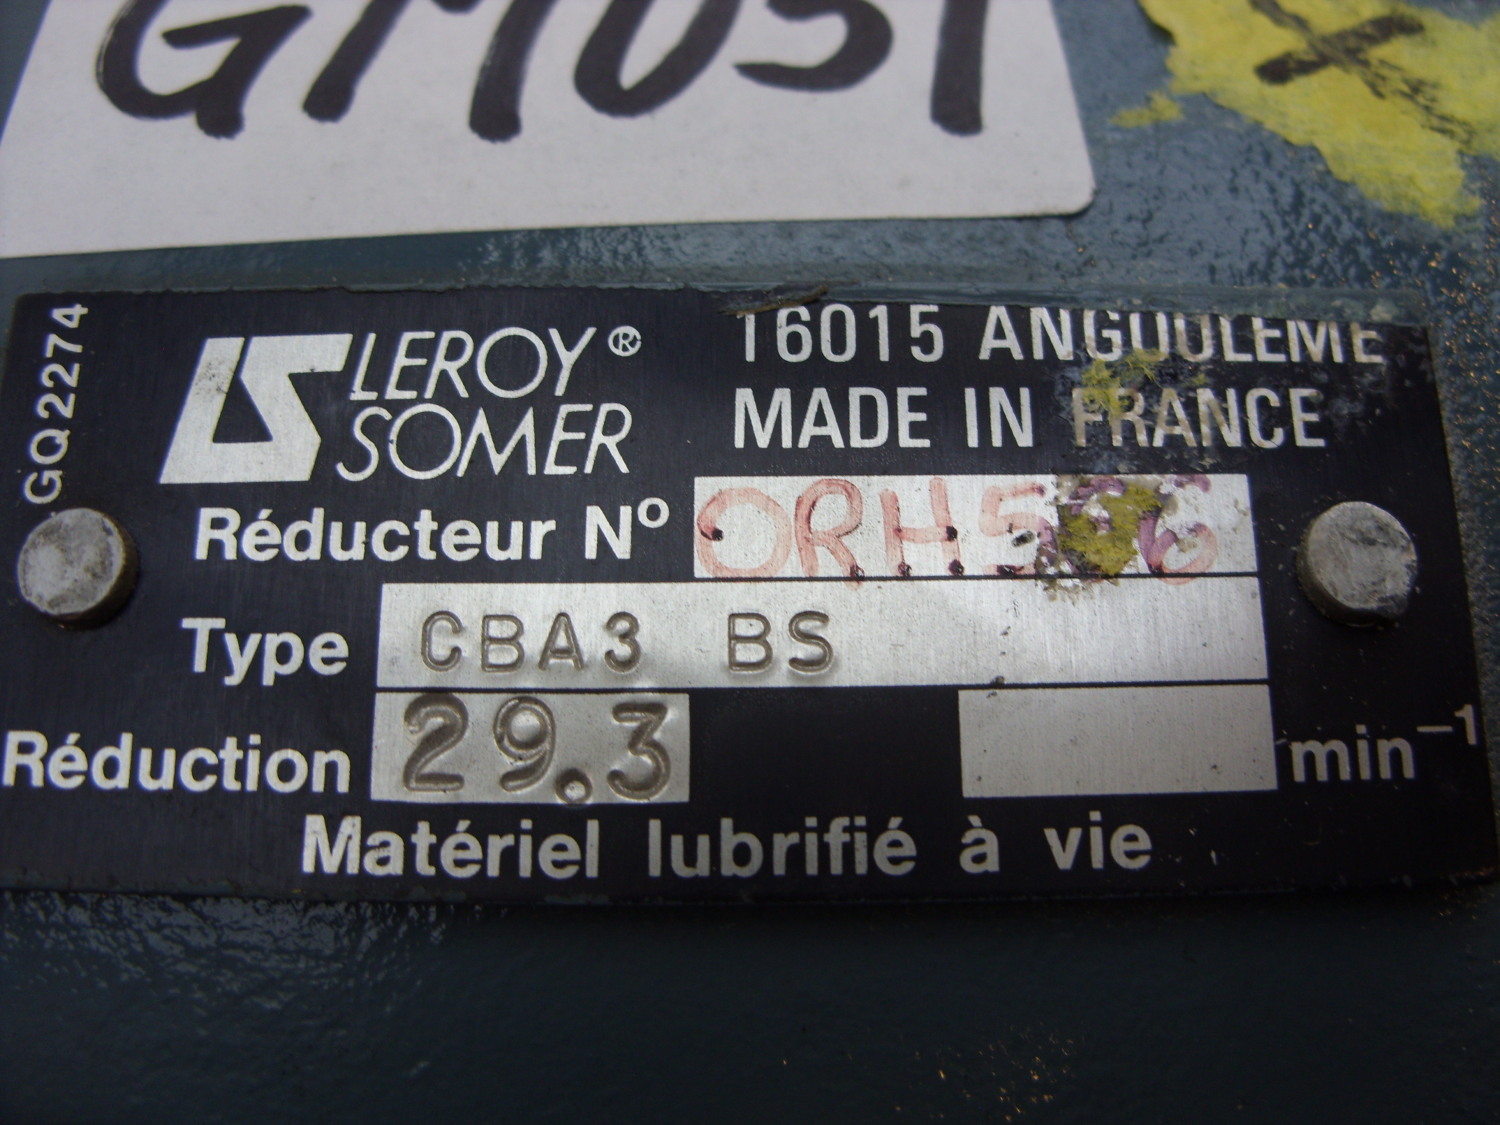 GM051
GQ2274
LEROY®
SOMER
16015 ANGOULEME
MADE IN FRANCE
Réducteur Nº
Type CBA3 BS
Réduction 29.3 min⁻¹
Matériel lubrifié à vie